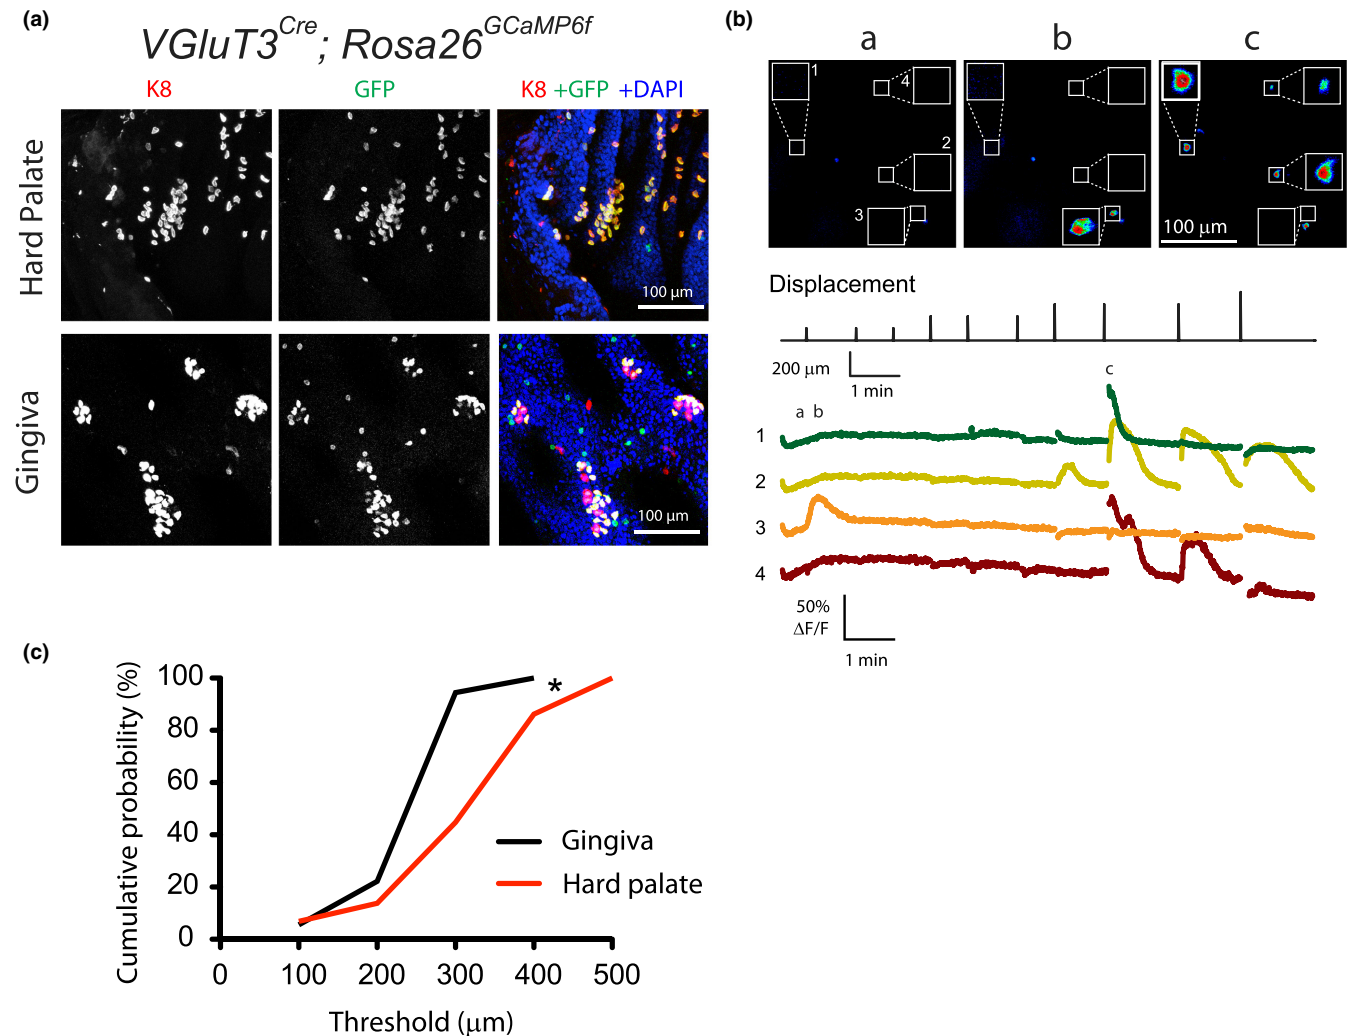 (a)
VGluT3Cre; Rosa26GCaMP6f
K8 GFP K8 +GFP +DAPI
Hard Palate
100 μm
Gingiva
100 μm
(b)
a b c
1 4
2
3
100 μm
Displacement
200 μm
1 min
c
a b
1
2
3
4
50%
ΔF/F
1 min
(c)
Cumulative probability (%)
100
80
60
40
20
0
*
Gingiva
Hard palate
0 100 200 300 400 500
Threshold (μm)